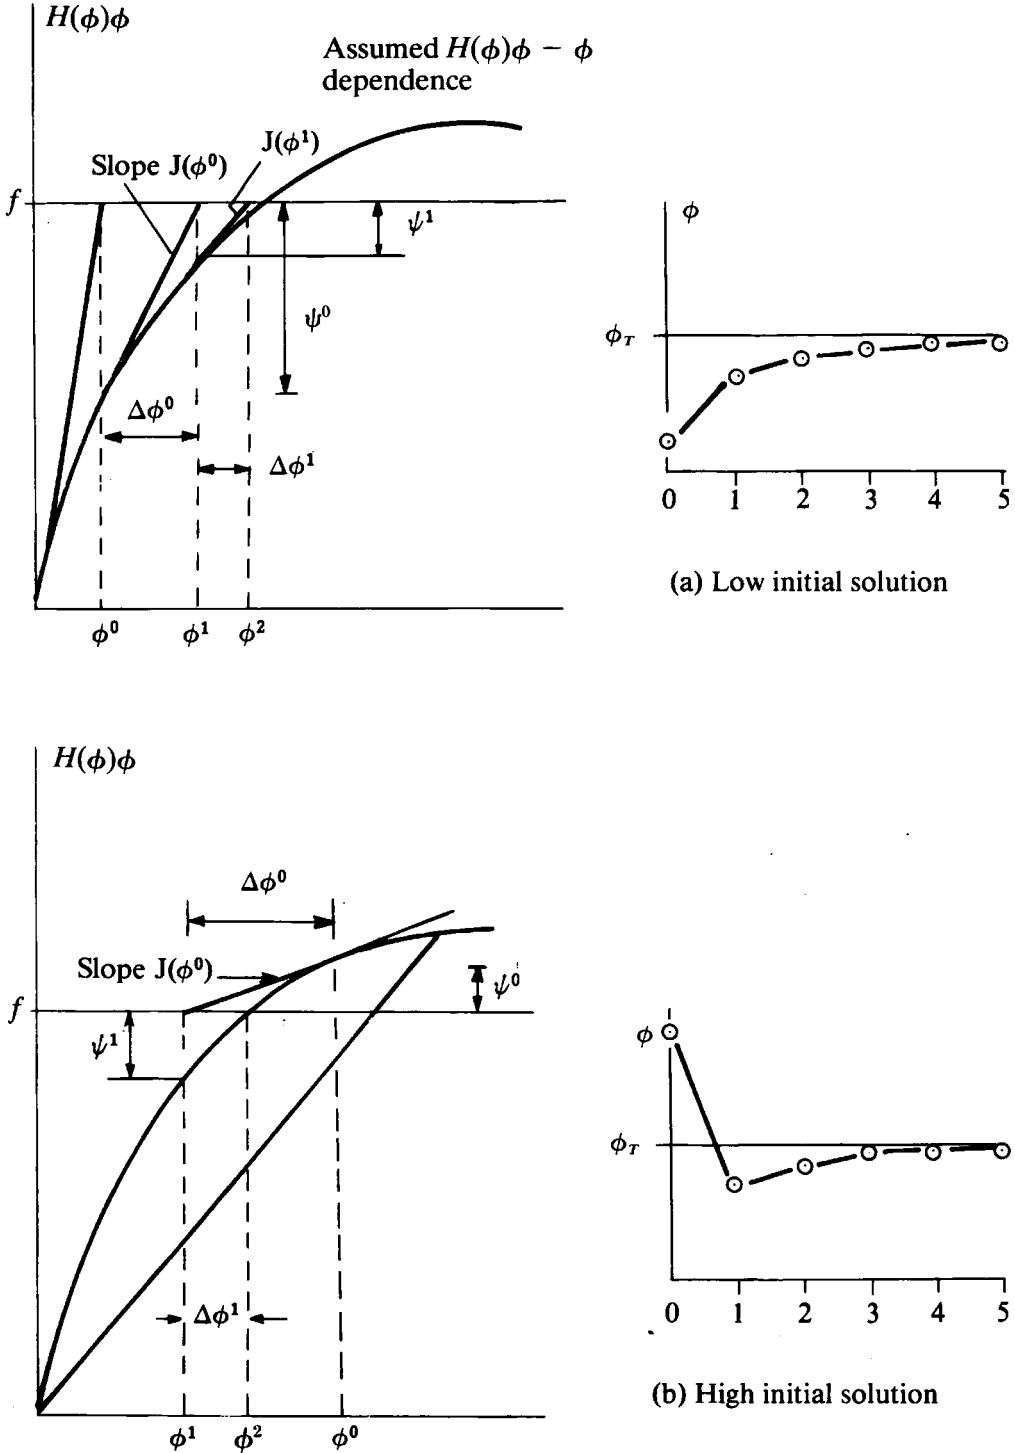 H(ϕ)ϕ
Assumed H(ϕ)ϕ − ϕ
dependence
J(ϕ¹)
Slope J(ϕ⁰)
f
ψ¹
ψ⁰
Δϕ⁰
Δϕ¹
ϕ⁰ ϕ¹ ϕ²
ϕ
ϕ_T
0 1 2 3 4 5
(a) Low initial solution
H(ϕ)ϕ
Δϕ⁰
Slope J(ϕ⁰)
ψ⁰
f
ψ¹
Δϕ¹
ϕ¹ ϕ² ϕ⁰
ϕ
ϕ_T
0 1 2 3 4 5
(b) High initial solution